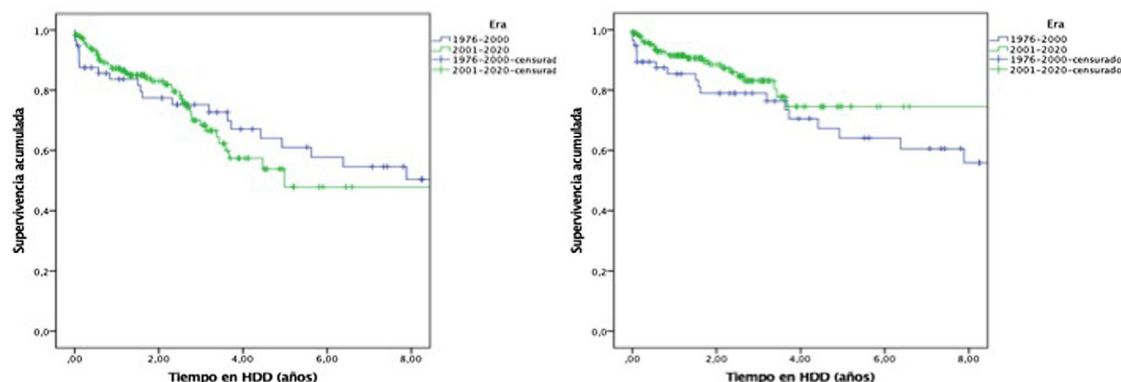 Era
1976-2000
2001-2020
1976-2000-censurad
2001-2020-censurad
Supervivencia acumulada
1,0
0,8
0,6
0,4
0,2
0,0
,00
2,00
4,00
6,00
8,00
Tiempo en HDD (años)
Era
1976-2000
2001-2020
1976-2000-censurado
2001-2020-censurado
Supervivencia acumulada
1,0
0,8
0,6
0,4
0,2
0,0
,00
2,00
4,00
6,00
8,00
Tiempo en HDD (años)